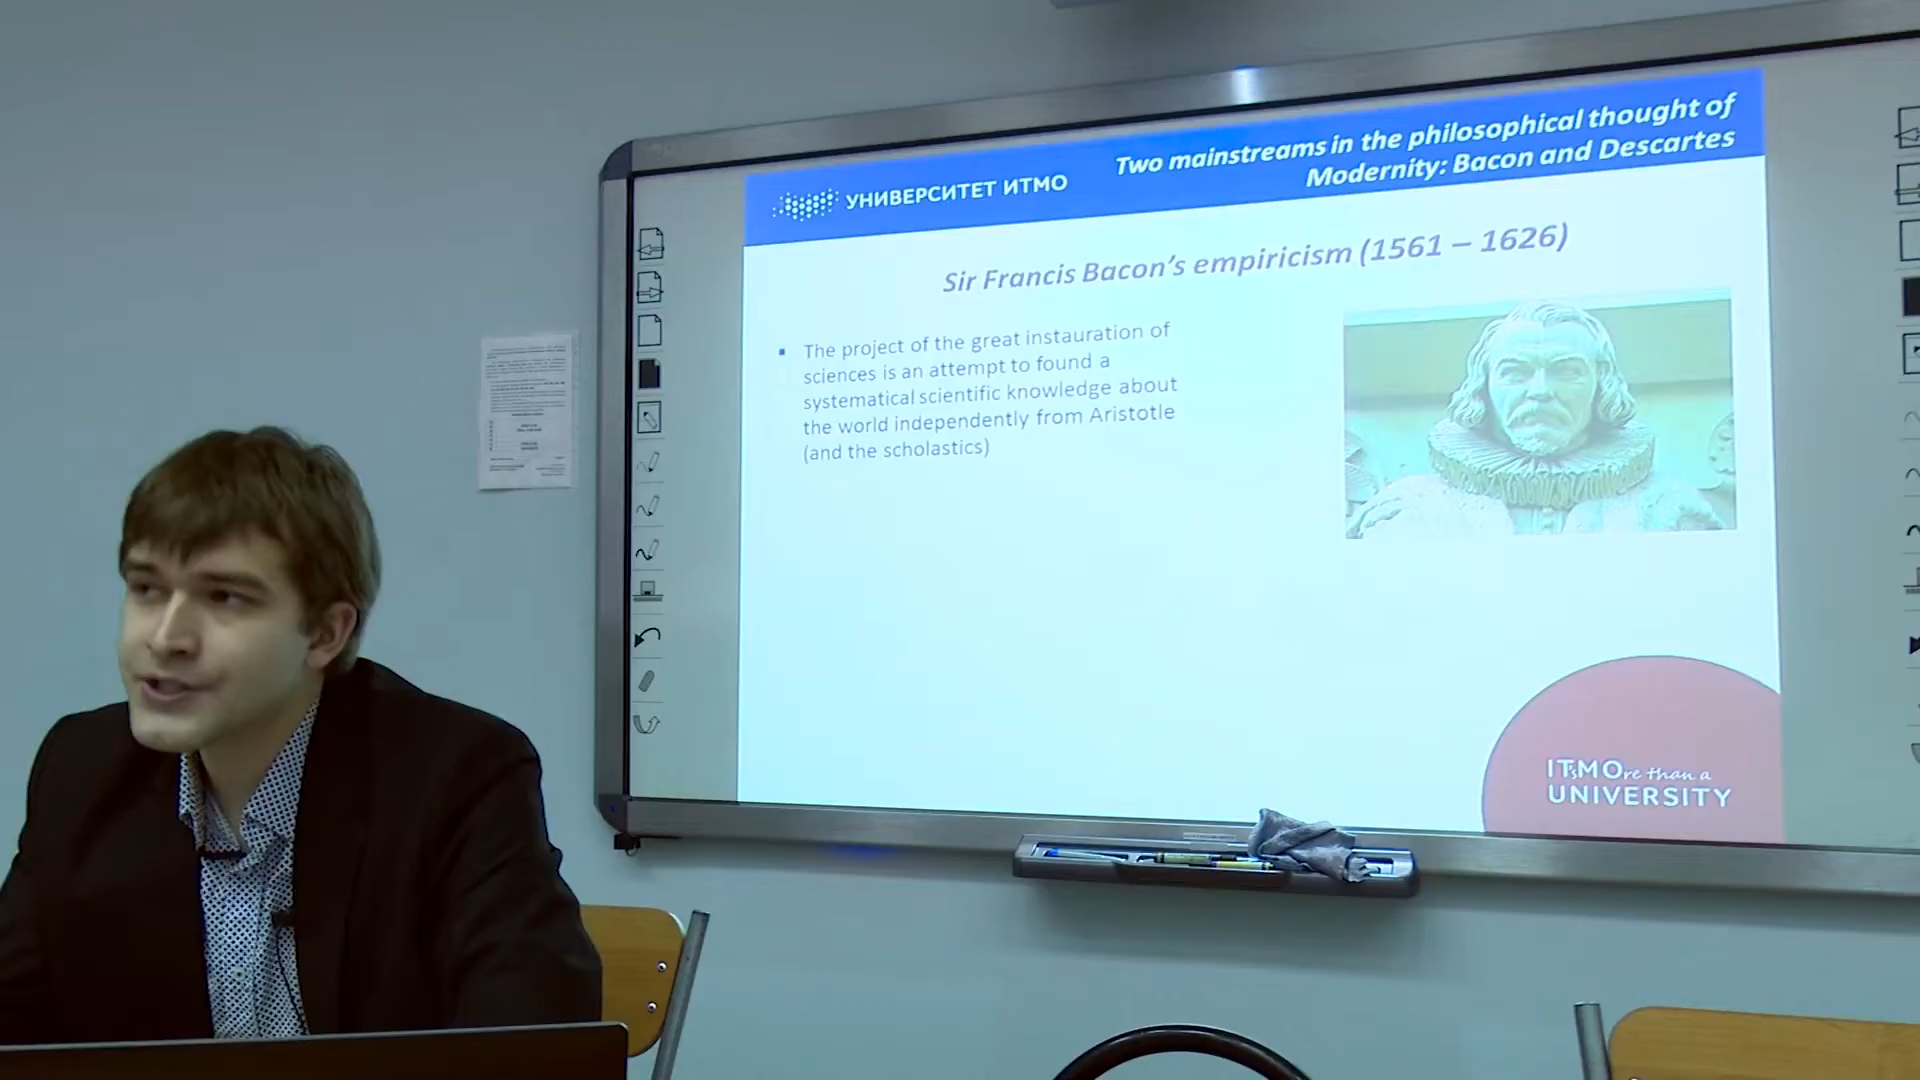 УНИВЕРСИТЕТ ИТМО
Two mainstreams in the philosophical thought of
Modernity: Bacon and Descartes
Sir Francis Bacon's empiricism (1561 – 1626)
▪ The project of the great instauration of
sciences is an attempt to found a
systematical scientific knowledge about
the world independently from Aristotle
(and the scholastics)
IT'sMOre than a
UNIVERSITY